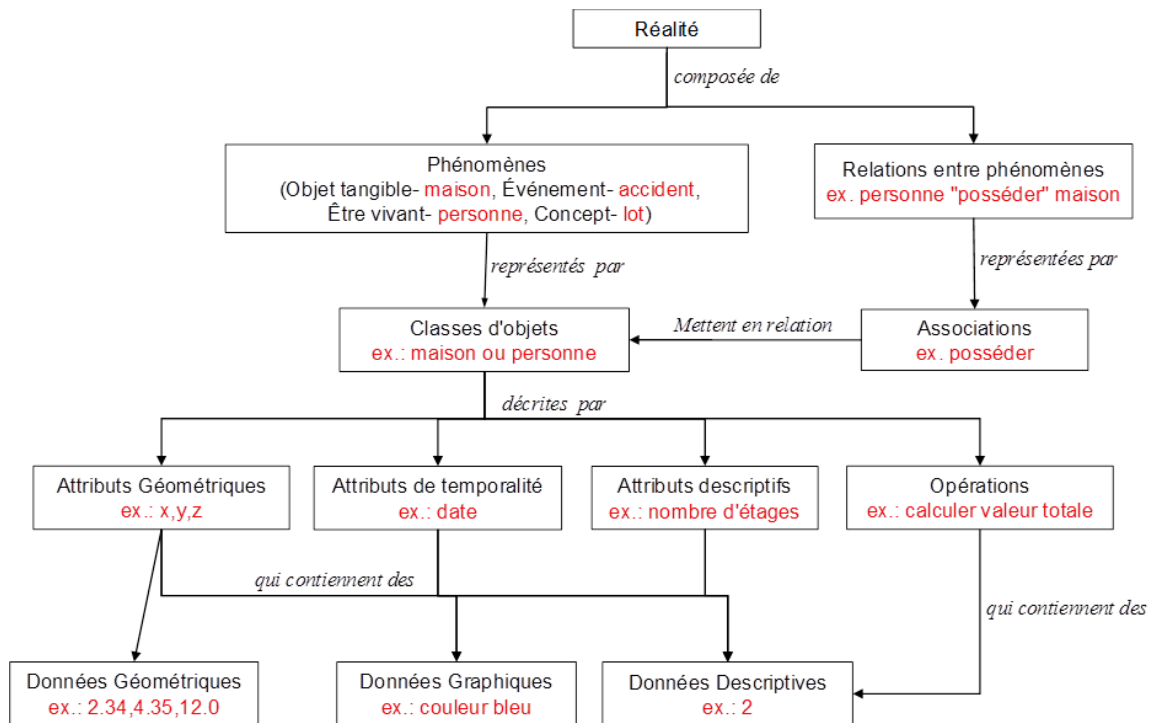 Réalité
composée de
Phénomènes
(Objet tangible- maison, Événement- accident,
Être vivant- personne, Concept- lot)
Relations entre phénomènes
ex. personne "posséder" maison
représentés par
représentées par
Classes d'objets
ex.: maison ou personne
Mettent en relation
Associations
ex. posséder
décrites par
Attributs Géométriques
ex.: x,y,z
Attributs de temporalité
ex.: date
Attributs descriptifs
ex.: nombre d'étages
Opérations
ex.: calculer valeur totale
qui contiennent des
qui contiennent des
Données Géométriques
ex.: 2.34,4.35,12.0
Données Graphiques
ex.: couleur bleu
Données Descriptives
ex.: 2